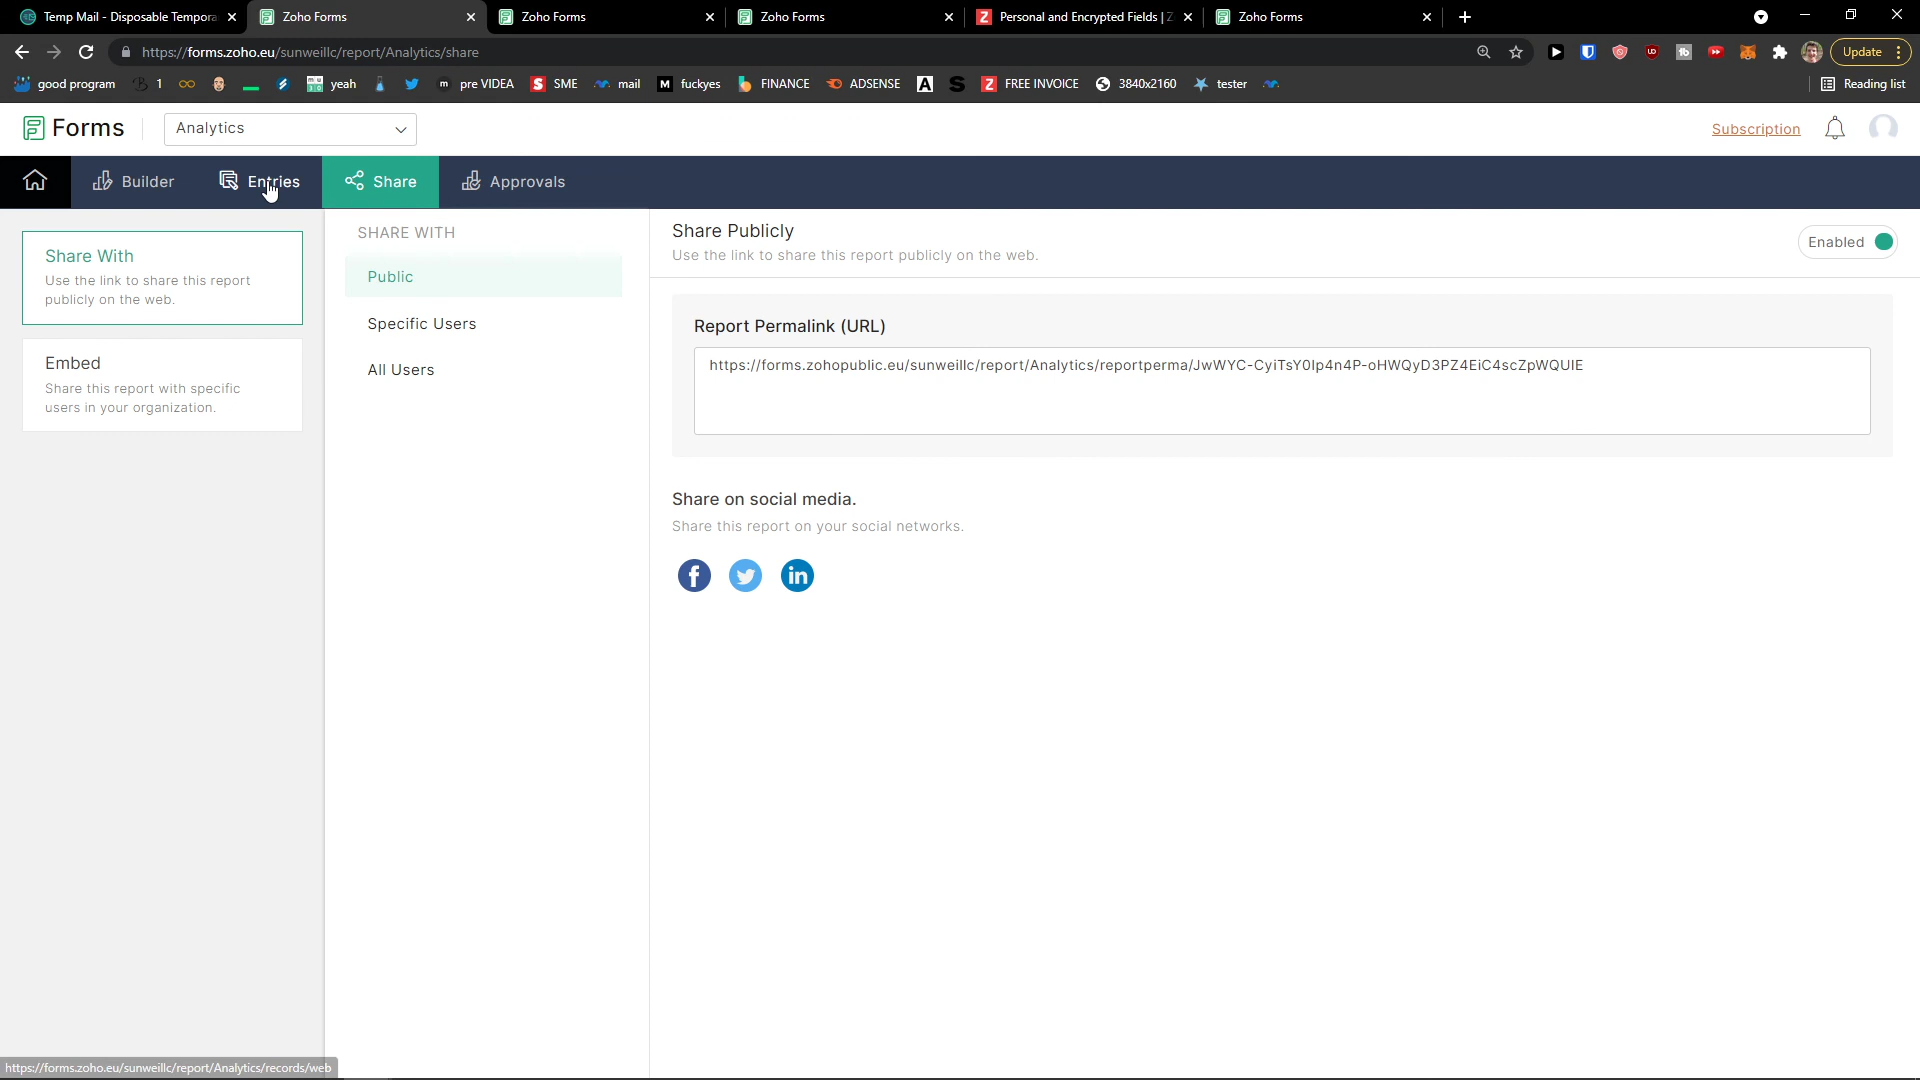 Temp Mail - Disposable Tempora
Zoho Forms
Zoho Forms
Zoho Forms
Personal and Encrypted Fields | Z
Zoho Forms
https://forms.zoho.eu/sunweillc/report/Analytics/share
Update
good program
1
yeah
pre VIDEA
SME
mail
fuckyes
FINANCE
ADSENSE
FREE INVOICE
3840x2160
tester
Reading list
Forms
Analytics
Subscription
Builder
Entries
Share
Approvals
Share With
Use the link to share this report
publicly on the web.
Embed
Share this report with specific
users in your organization.
SHARE WITH
Public
Specific Users
All Users
Share Publicly
Use the link to share this report publicly on the web.
Enabled
Report Permalink (URL)
https://forms.zohopublic.eu/sunweillc/report/Analytics/reportperma/JwWYC-CyiTsY0Ip4n4P-oHWQyD3PZ4EiC4scZpWQUIE
Share on social media.
Share this report on your social networks.
https://forms.zoho.eu/sunweillc/report/Analytics/records/web